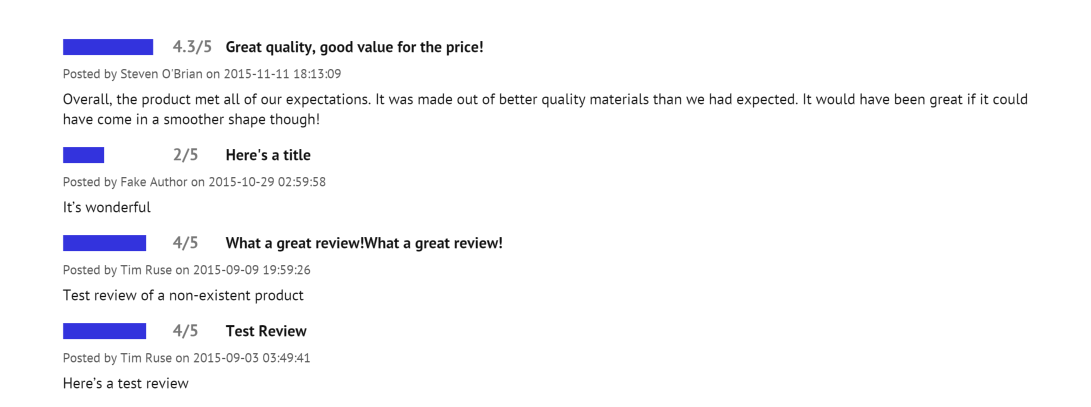 4.3/5 Great quality, good value for the price!
Posted by Steven O'Brian on 2015-11-11 18:13:09
Overall, the product met all of our expectations. It was made out of better quality materials than we had expected. It would have been great if it could
have come in a smoother shape though!
2/5 Here's a title
Posted by Fake Author on 2015-10-29 02:59:58
It's wonderful
4/5 What a great review!What a great review!
Posted by Tim Ruse on 2015-09-09 19:59:26
Test review of a non-existent product
4/5 Test Review
Posted by Tim Ruse on 2015-09-03 03:49:41
Here's a test review